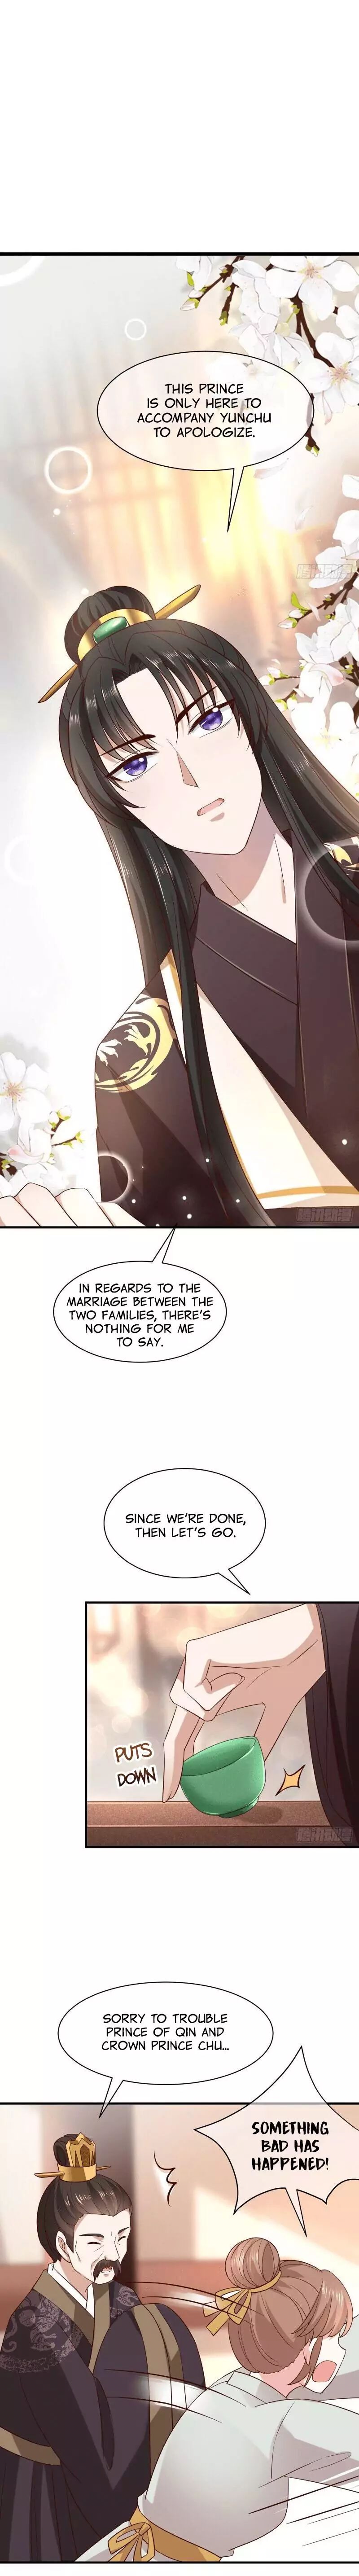 THIS PRINCE
IS ONLY HERE TO
ACCOMPANY YUNCHU
TO APOLOGIZE.
IN REGARDS TO THE
MARRIAGE BETWEEN THE
TWO FAMILIES, THERE'S
NOTHING FOR ME
TO SAY.
SINCE WE'RE DONE,
THEN LET'S GO.
PUTS
DOWN
SORRY TO TROUBLE
PRINCE OF QIN AND
CROWN PRINCE CHU...
SOMETHING
BAD HAS
HAPPENED!